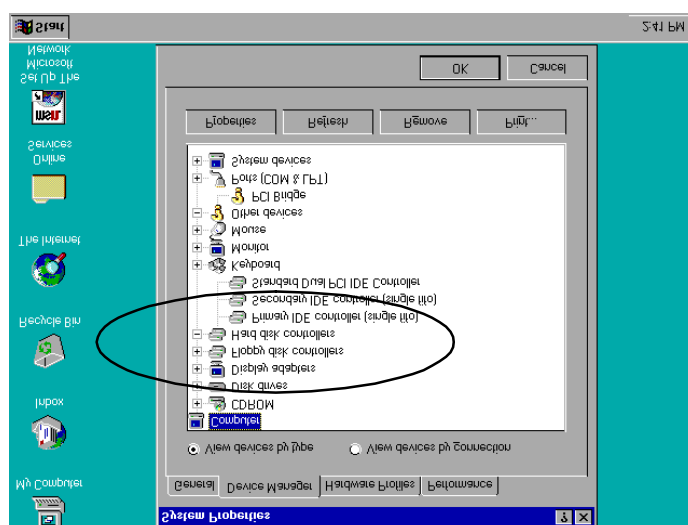 System Properties
General Device Manager Hardware Profiles Performance
View devices by type View devices by connection
Computer
CDROM
Disk drives
Display adapters
Floppy disk controllers
Hard disk controllers
Primary IDE controller (single fifo)
Secondary IDE controller (single fifo)
Standard Dual PCI IDE Controller
Keyboard
Monitor
Mouse
Other devices
PCI Bridge
Ports (COM & LPT)
System devices
Properties Refresh Remove Print...
OK Cancel
My Computer
Inbox
Recycle Bin
The Internet
Online
Services
msn
Set Up The
Microsoft
Network
Start
2:41 PM